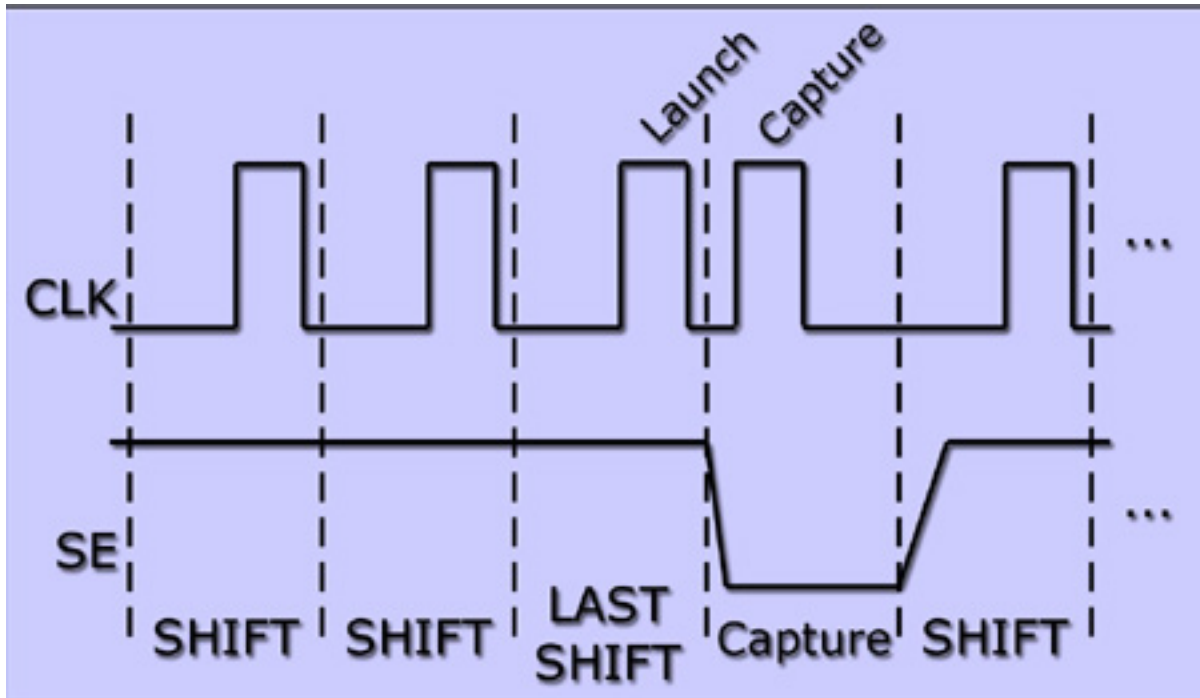 Launch
Capture
CLK
...
SE
...
SHIFT
SHIFT
LAST
SHIFT
Capture
SHIFT